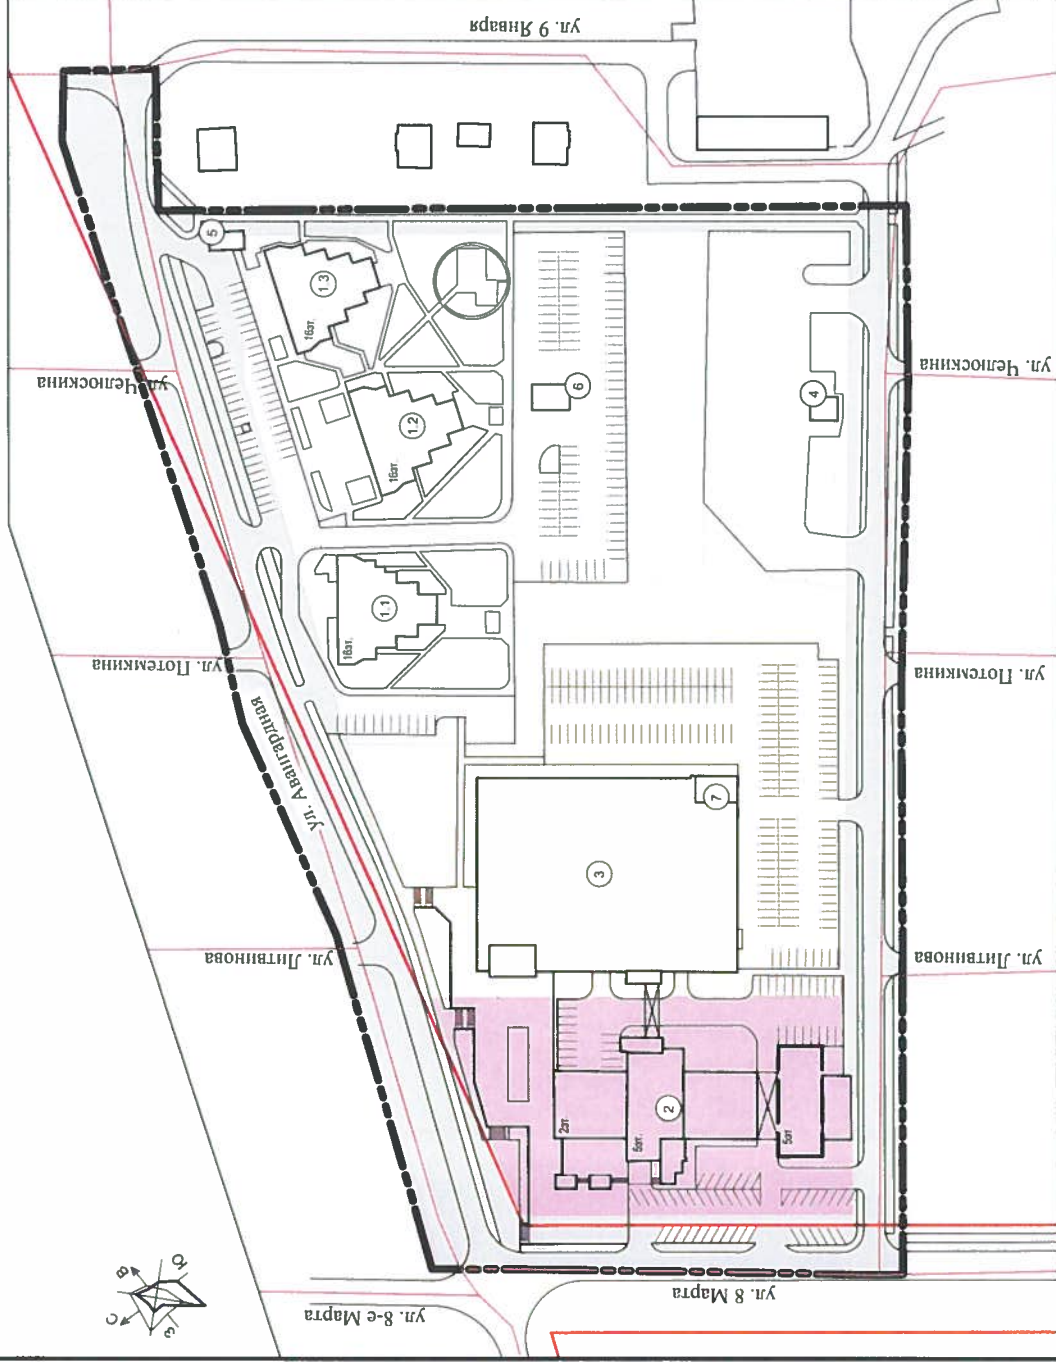 ул. 9 Января
5
1.3
16эт.
ул. Челюскина
ул. Челюскина
6
1.2
16эт.
4
1.1
16эт.
ул. Потемкина
ул. Потемкина
ул. Авангардная
7
3
ул. Литвинова
ул. Литвинова
2эт.
2
5эт.
ул. 8 Марта
ул. 8-е Марта
С
В
Ю
З